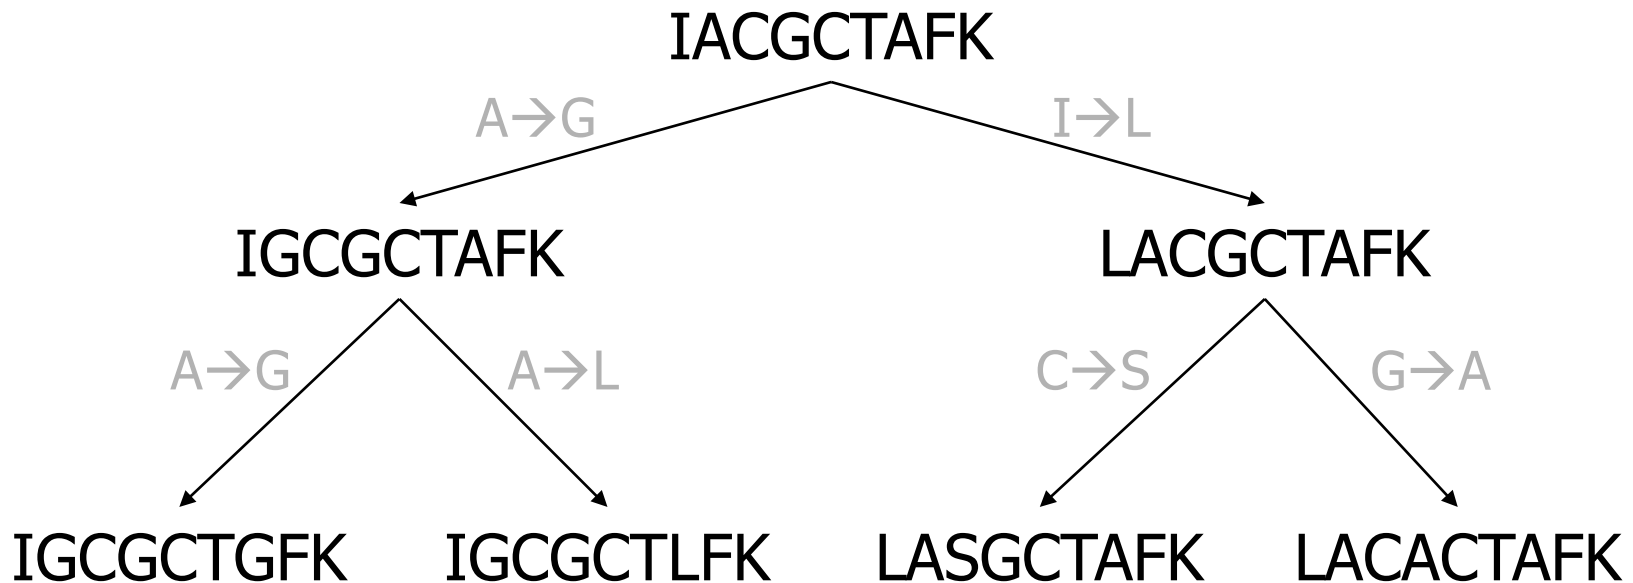 IACGCTAFK
A→G I→L
IGCGCTAFK LACGCTAFK
A→G A→L C→S G→A
IGCGCTGFK IGCGCTLFK LASGCTAFK LACACTAFK